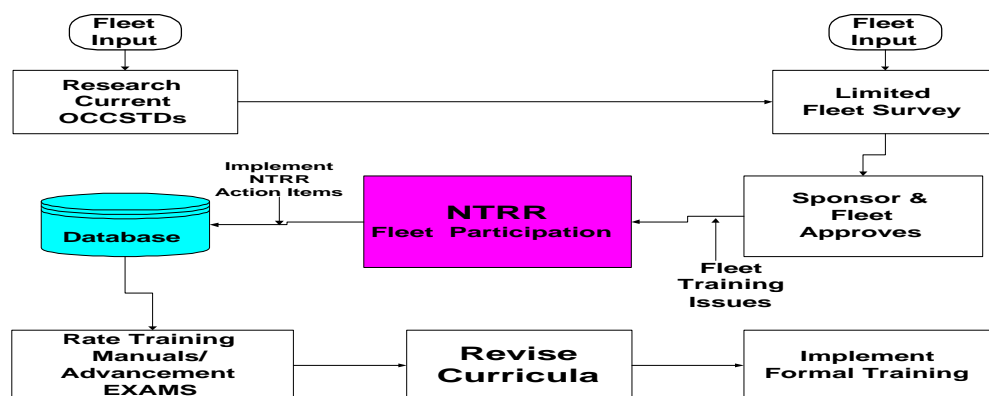 Fleet
Input
Fleet
Input
Research
Current
OCCSTDs
Limited
Fleet Survey
Implement
NTRR
Action Items
Database
NTRR
Fleet Participation
Sponsor &
Fleet
Approves
Fleet
Training
Issues
Rate Training
Manuals/
Advancement
EXAMS
Revise
Curricula
Implement
Formal Training